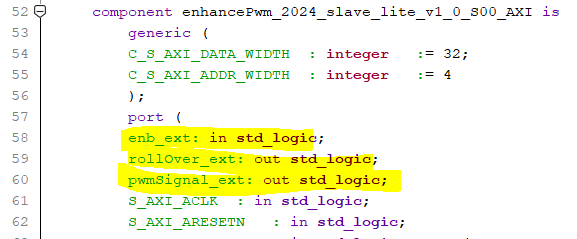 52 component enhancePwm_2024_slave_lite_v1_0_S00_AXI is
53 generic (
54 C_S_AXI_DATA_WIDTH : integer := 32;
55 C_S_AXI_ADDR_WIDTH : integer := 4
56 );
57 port (
58 enb_ext: in std_logic;
59 rollOver_ext: out std_logic;
60 pwmSignal_ext: out std_logic;
61 S_AXI_ACLK : in std_logic;
62 S_AXI_ARESETN : in std_logic;